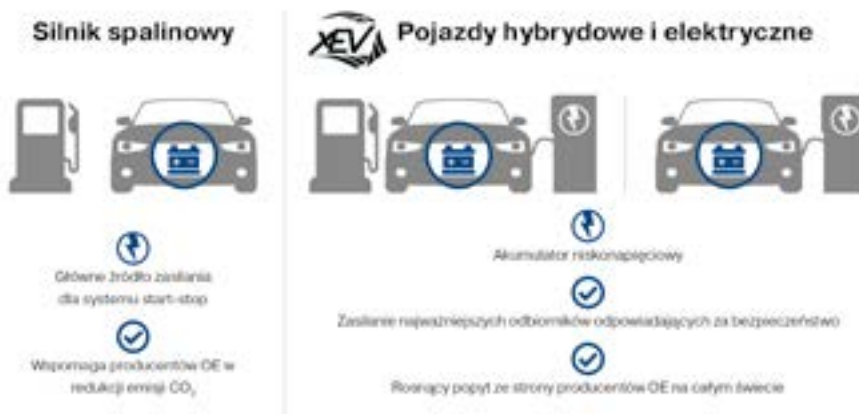 Silnik spalinowy
Główne źródło zasilania
dla systemu start-stop
Wspomaga producentów OE w
redukcji emisji CO₂
XEV Pojazdy hybrydowe i elektryczne
Akumulator niskonapięciowy
Zasilanie najważniejszych odbiorników odpowiadających za bezpieczeństwo
Rosnący popyt ze strony producentów OE na całym świecie